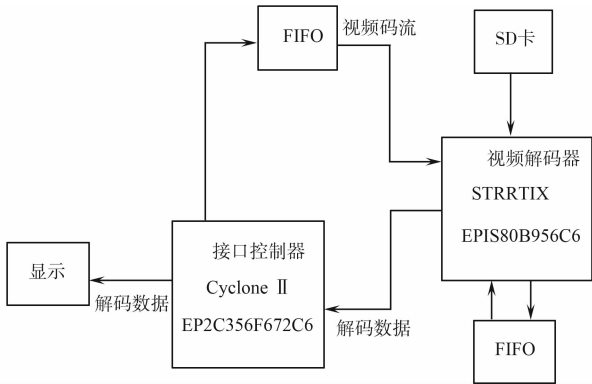 FIFO
视频码流
SD卡
视频解码器
STRRTIX
EPIS80B956C6
接口控制器
Cyclone Ⅱ
EP2C356F672C6
显示
解码数据
解码数据
FIFO